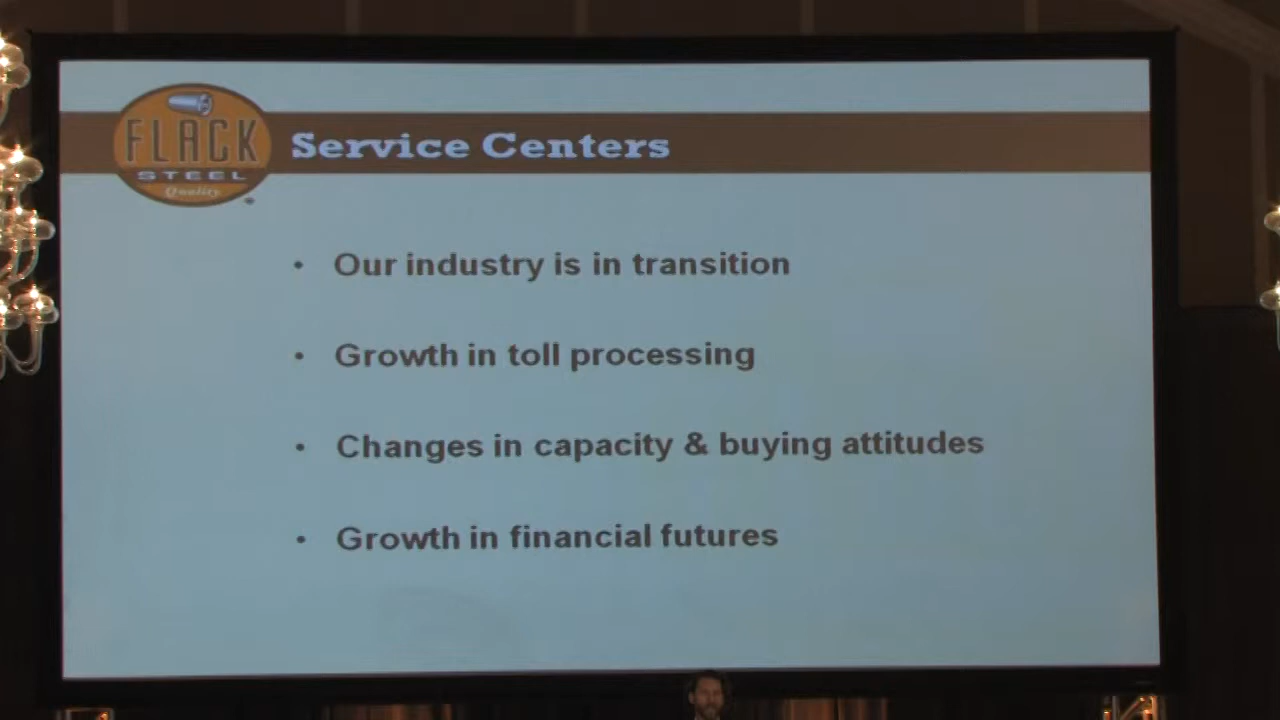 FLACK
STEEL
Quality
Service Centers
• Our industry is in transition
• Growth in toll processing
• Changes in capacity & buying attitudes
• Growth in financial futures